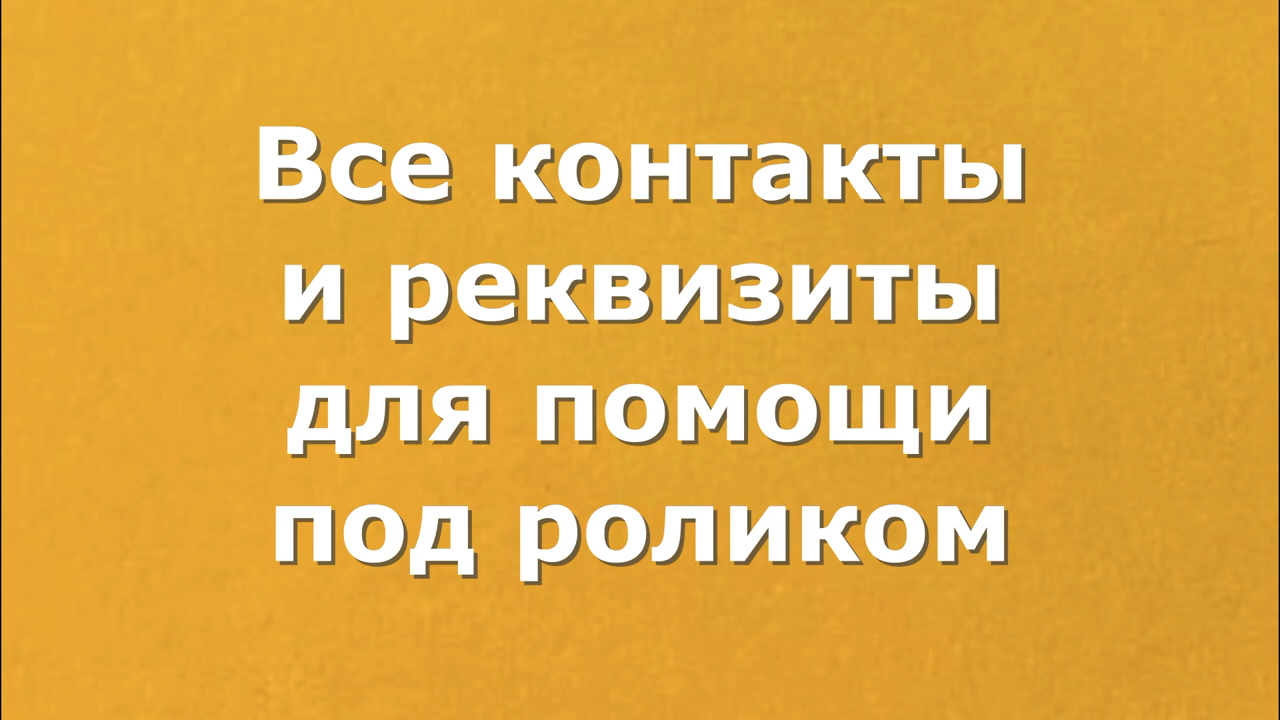 Все контакты
и реквизиты
для помощи
под роликом